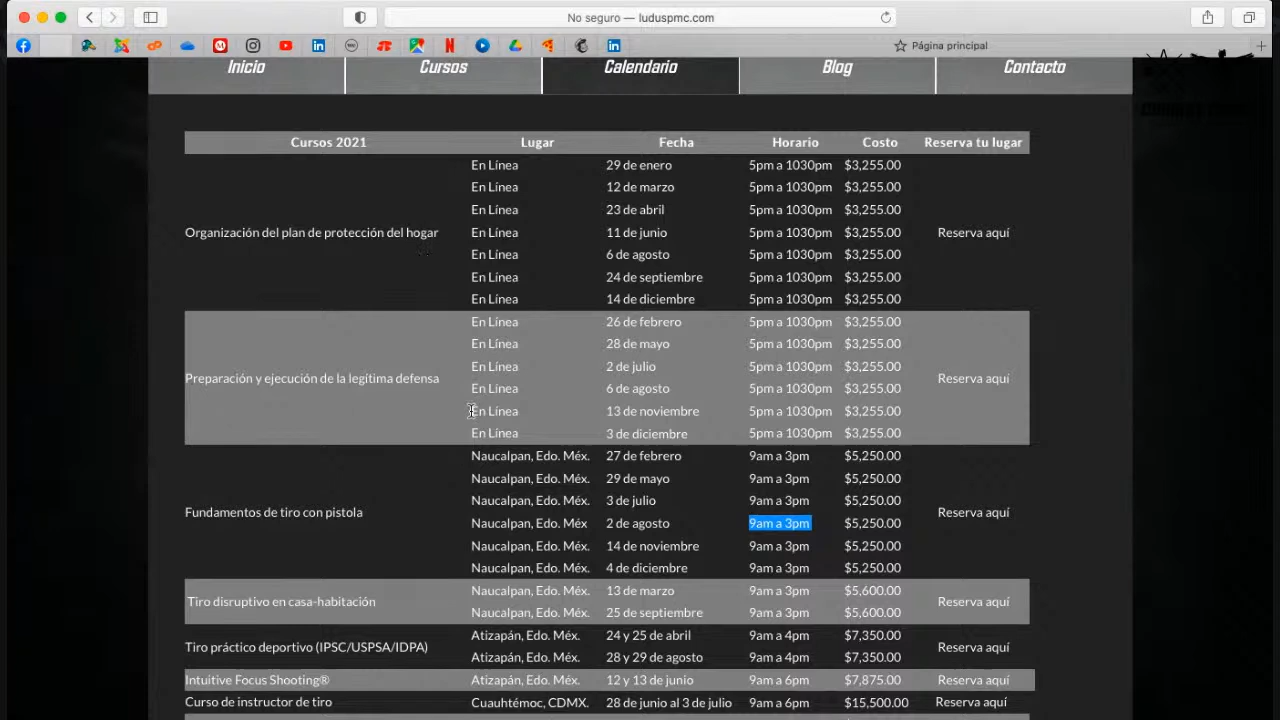 No seguro — luduspmc.com
Página principal
Inicio Cursos Calendario Blog Contacto
Cursos 2021 Lugar Fecha Horario Costo Reserva tu lugar
En Línea 29 de enero 5pm a 1030pm $3,255.00
En Línea 12 de marzo 5pm a 1030pm $3,255.00
En Línea 23 de abril 5pm a 1030pm $3,255.00
Organización del plan de protección del hogar En Línea 11 de junio 5pm a 1030pm $3,255.00 Reserva aquí
En Línea 6 de agosto 5pm a 1030pm $3,255.00
En Línea 24 de septiembre 5pm a 1030pm $3,255.00
En Línea 14 de diciembre 5pm a 1030pm $3,255.00
En Línea 26 de febrero 5pm a 1030pm $3,255.00
En Línea 28 de mayo 5pm a 1030pm $3,255.00
En Línea 2 de julio 5pm a 1030pm $3,255.00
Preparación y ejecución de la legítima defensa Reserva aquí
En Línea 6 de agosto 5pm a 1030pm $3,255.00
En Línea 13 de noviembre 5pm a 1030pm $3,255.00
En Línea 3 de diciembre 5pm a 1030pm $3,255.00
Naucalpan, Edo. Méx. 27 de febrero 9am a 3pm $5,250.00
Naucalpan, Edo. Méx. 29 de mayo 9am a 3pm $5,250.00
Naucalpan, Edo. Méx. 3 de julio 9am a 3pm $5,250.00
Fundamentos de tiro con pistola Reserva aquí
Naucalpan, Edo. Méx 2 de agosto 9am a 3pm $5,250.00
Naucalpan, Edo. Méx. 14 de noviembre 9am a 3pm $5,250.00
Naucalpan, Edo. Méx. 4 de diciembre 9am a 3pm $5,250.00
Naucalpan, Edo. Méx. 13 de marzo 9am a 3pm $5,600.00
Tiro disruptivo en casa-habitación Reserva aquí
Naucalpan, Edo. Méx. 25 de septiembre 9am a 3pm $5,600.00
Atizapán, Edo. Méx. 24 y 25 de abril 9am a 4pm $7,350.00
Tiro práctico deportivo (IPSC/USPSA/IDPA) Reserva aquí
Atizapán, Edo. Méx. 28 y 29 de agosto 9am a 4pm $7,350.00
Intuitive Focus Shooting® Atizapán, Edo. Méx. 12 y 13 de junio 9am a 6pm $7,875.00 Reserva aquí
Curso de instructor de tiro Cuauhtémoc, CDMX. 28 de junio al 3 de julio 9am a 6pm $15,500.00 Reserva aquí